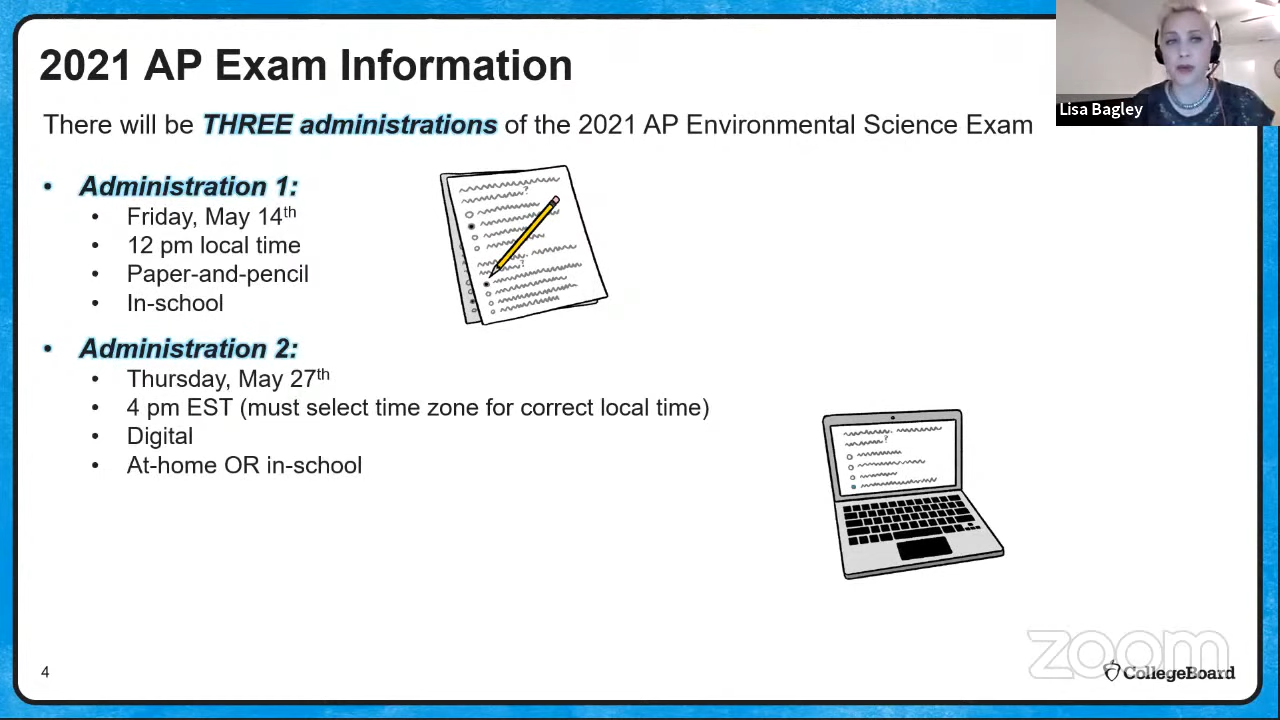 2021 AP Exam Information
Lisa Bagley
There will be THREE administrations of the 2021 AP Environmental Science Exam
• Administration 1:
• Friday, May 14th
• 12 pm local time
• Paper-and-pencil
• In-school
• Administration 2:
• Thursday, May 27th
• 4 pm EST (must select time zone for correct local time)
• Digital
• At-home OR in-school
zoom
4
CollegeBoard